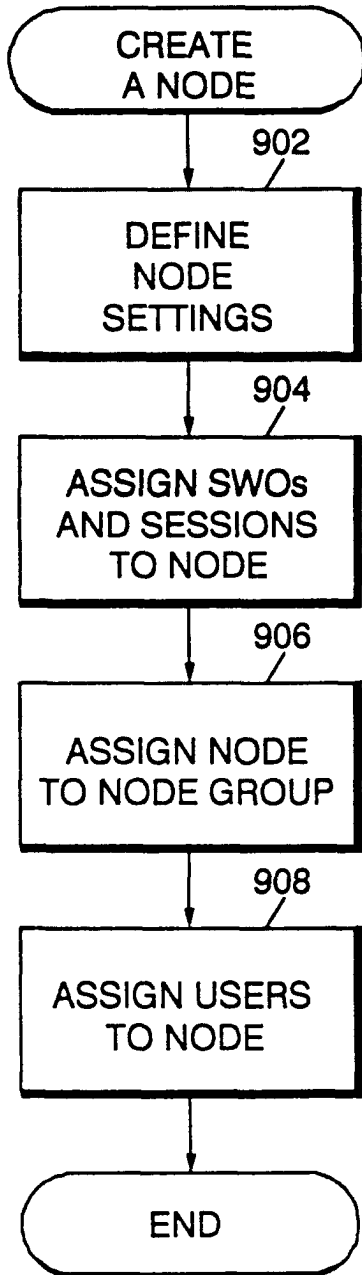 CREATE
A NODE
902
DEFINE
NODE
SETTINGS
904
ASSIGN SWOs
AND SESSIONS
TO NODE
906
ASSIGN NODE
TO NODE GROUP
908
ASSIGN USERS
TO NODE
END